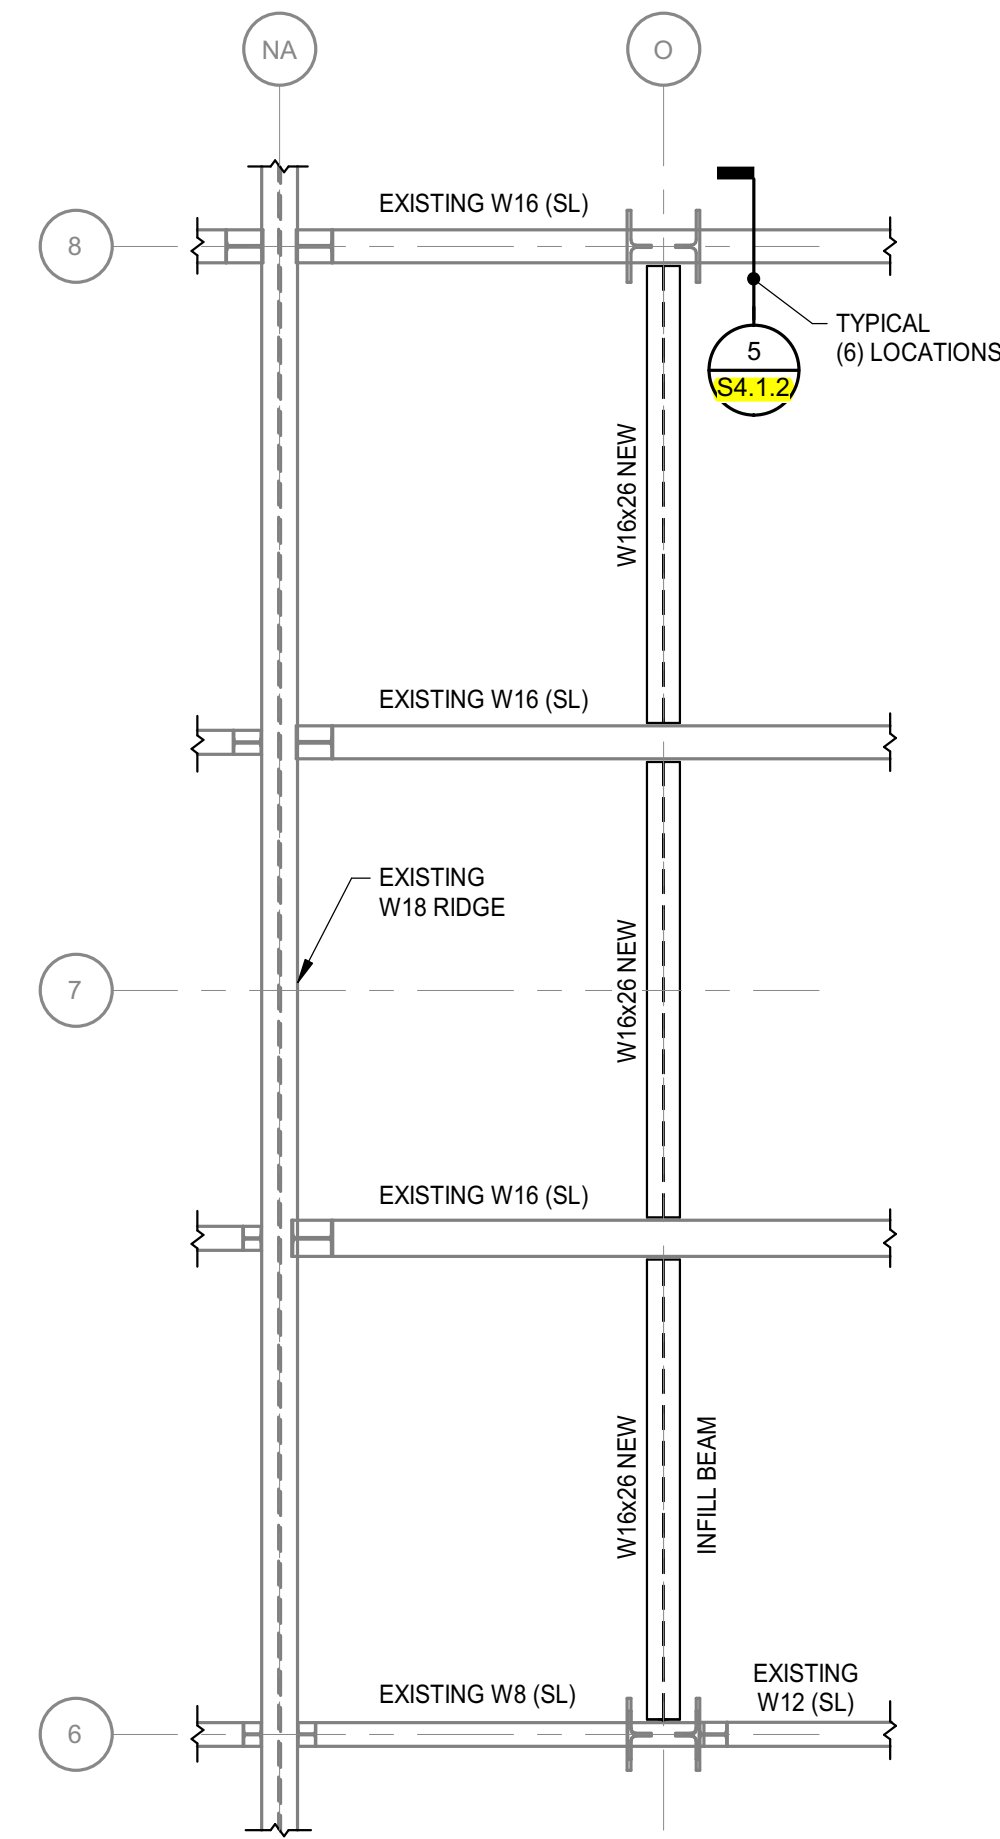 NA
O
8
EXISTING W16 (SL)
TYPICAL
(6) LOCATIONS
5
S4.1.2
W16x26 NEW
EXISTING W16 (SL)
EXISTING
W18 RIDGE
7
W16x26 NEW
EXISTING W16 (SL)
W16x26 NEW
INFILL BEAM
EXISTING
W12 (SL)
EXISTING W8 (SL)
6